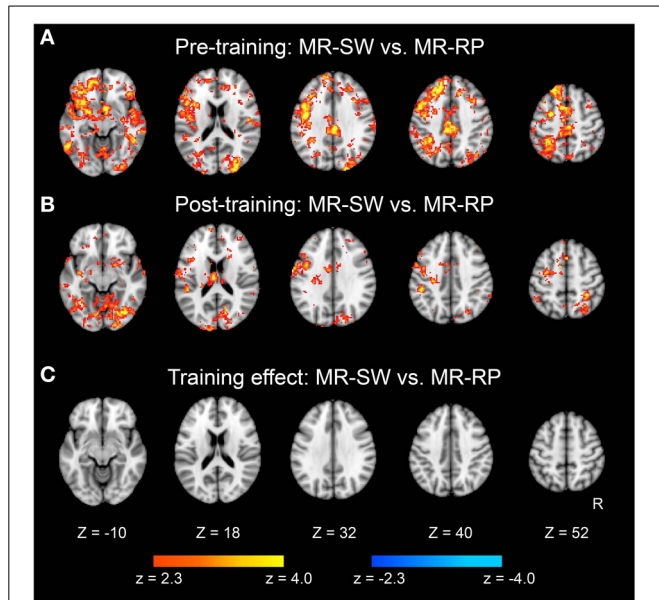 A
Pre-training: MR-SW vs. MR-RP
B
Post-training: MR-SW vs. MR-RP
C
Training effect: MR-SW vs. MR-RP
R
Z = -10 Z = 18 Z = 32 Z = 40 Z = 52
z = 2.3 z = 4.0 z = -2.3 z = -4.0